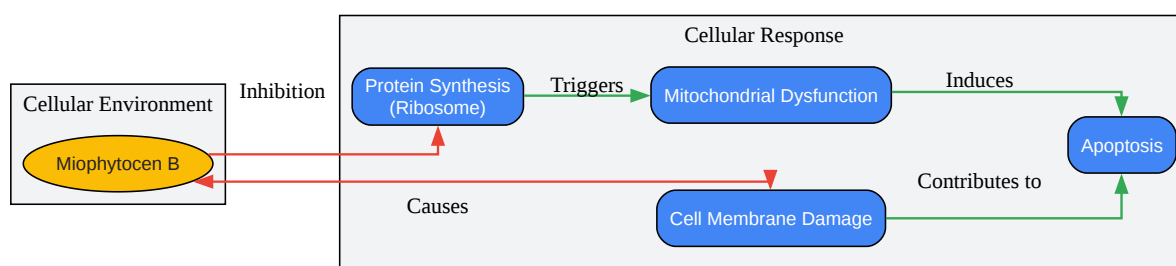 Cellular Response
Cellular Environment
Inhibition
Protein Synthesis
(Ribosome)
Triggers
Mitochondrial Dysfunction
Induces
Miophytocen B
Apoptosis
Causes
Cell Membrane Damage
Contributes to